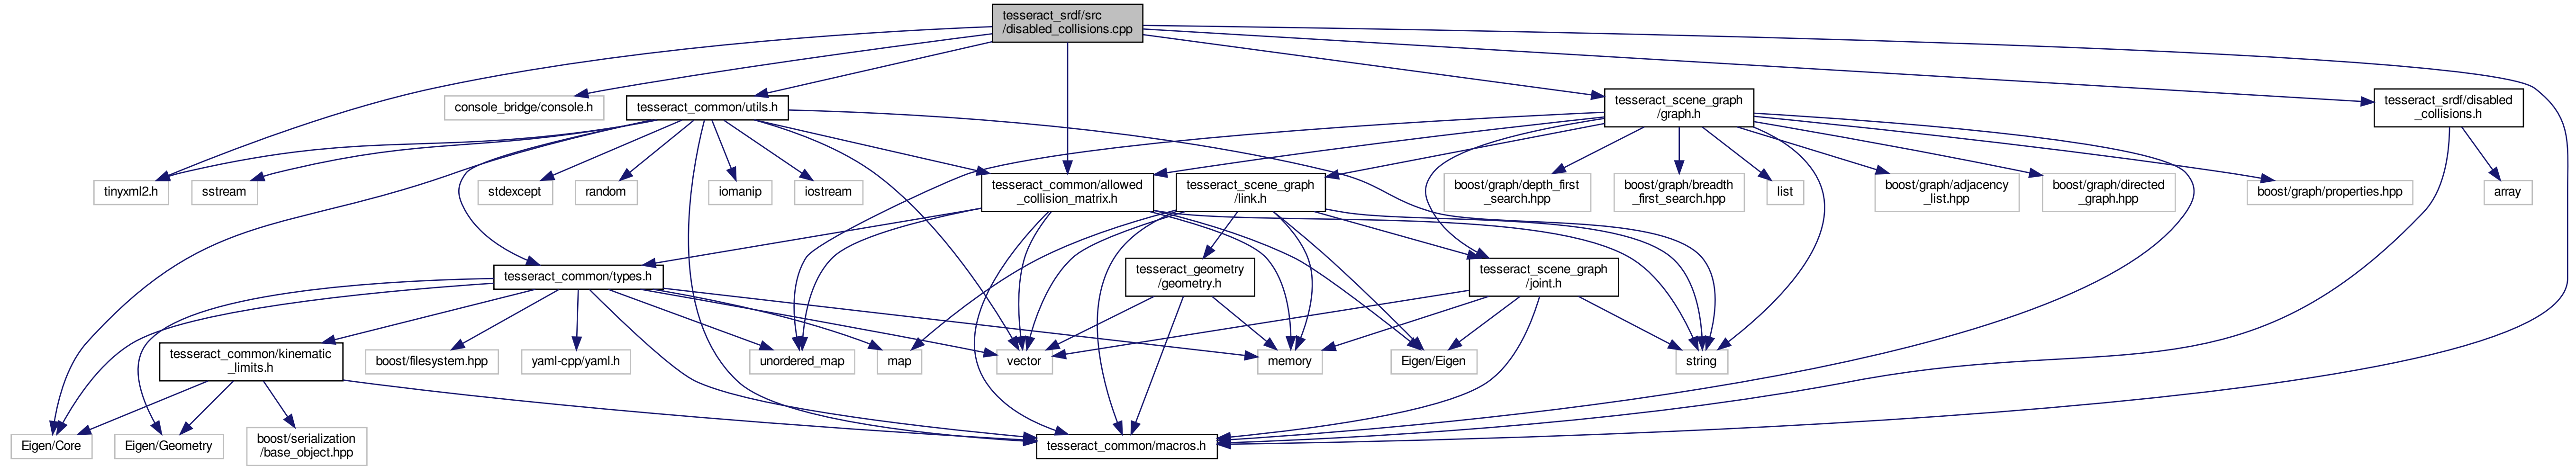 tesseract_srdf/src
/disabled_collisions.cpp
console_bridge/console.h
tesseract_common/utils.h
tesseract_scene_graph
/graph.h
tesseract_srdf/disabled
_collisions.h
tinyxml2.h
sstream
stdexcept
random
iomanip
iostream
tesseract_common/allowed
_collision_matrix.h
tesseract_scene_graph
/link.h
boost/graph/depth_first
_search.hpp
boost/graph/breadth
_first_search.hpp
list
boost/graph/adjacency
_list.hpp
boost/graph/directed
_graph.hpp
boost/graph/properties.hpp
array
tesseract_common/types.h
tesseract_geometry
/geometry.h
tesseract_scene_graph
/joint.h
tesseract_common/kinematic
_limits.h
boost/filesystem.hpp
yaml-cpp/yaml.h
unordered_map
map
vector
memory
Eigen/Eigen
string
Eigen/Core
Eigen/Geometry
boost/serialization
/base_object.hpp
tesseract_common/macros.h